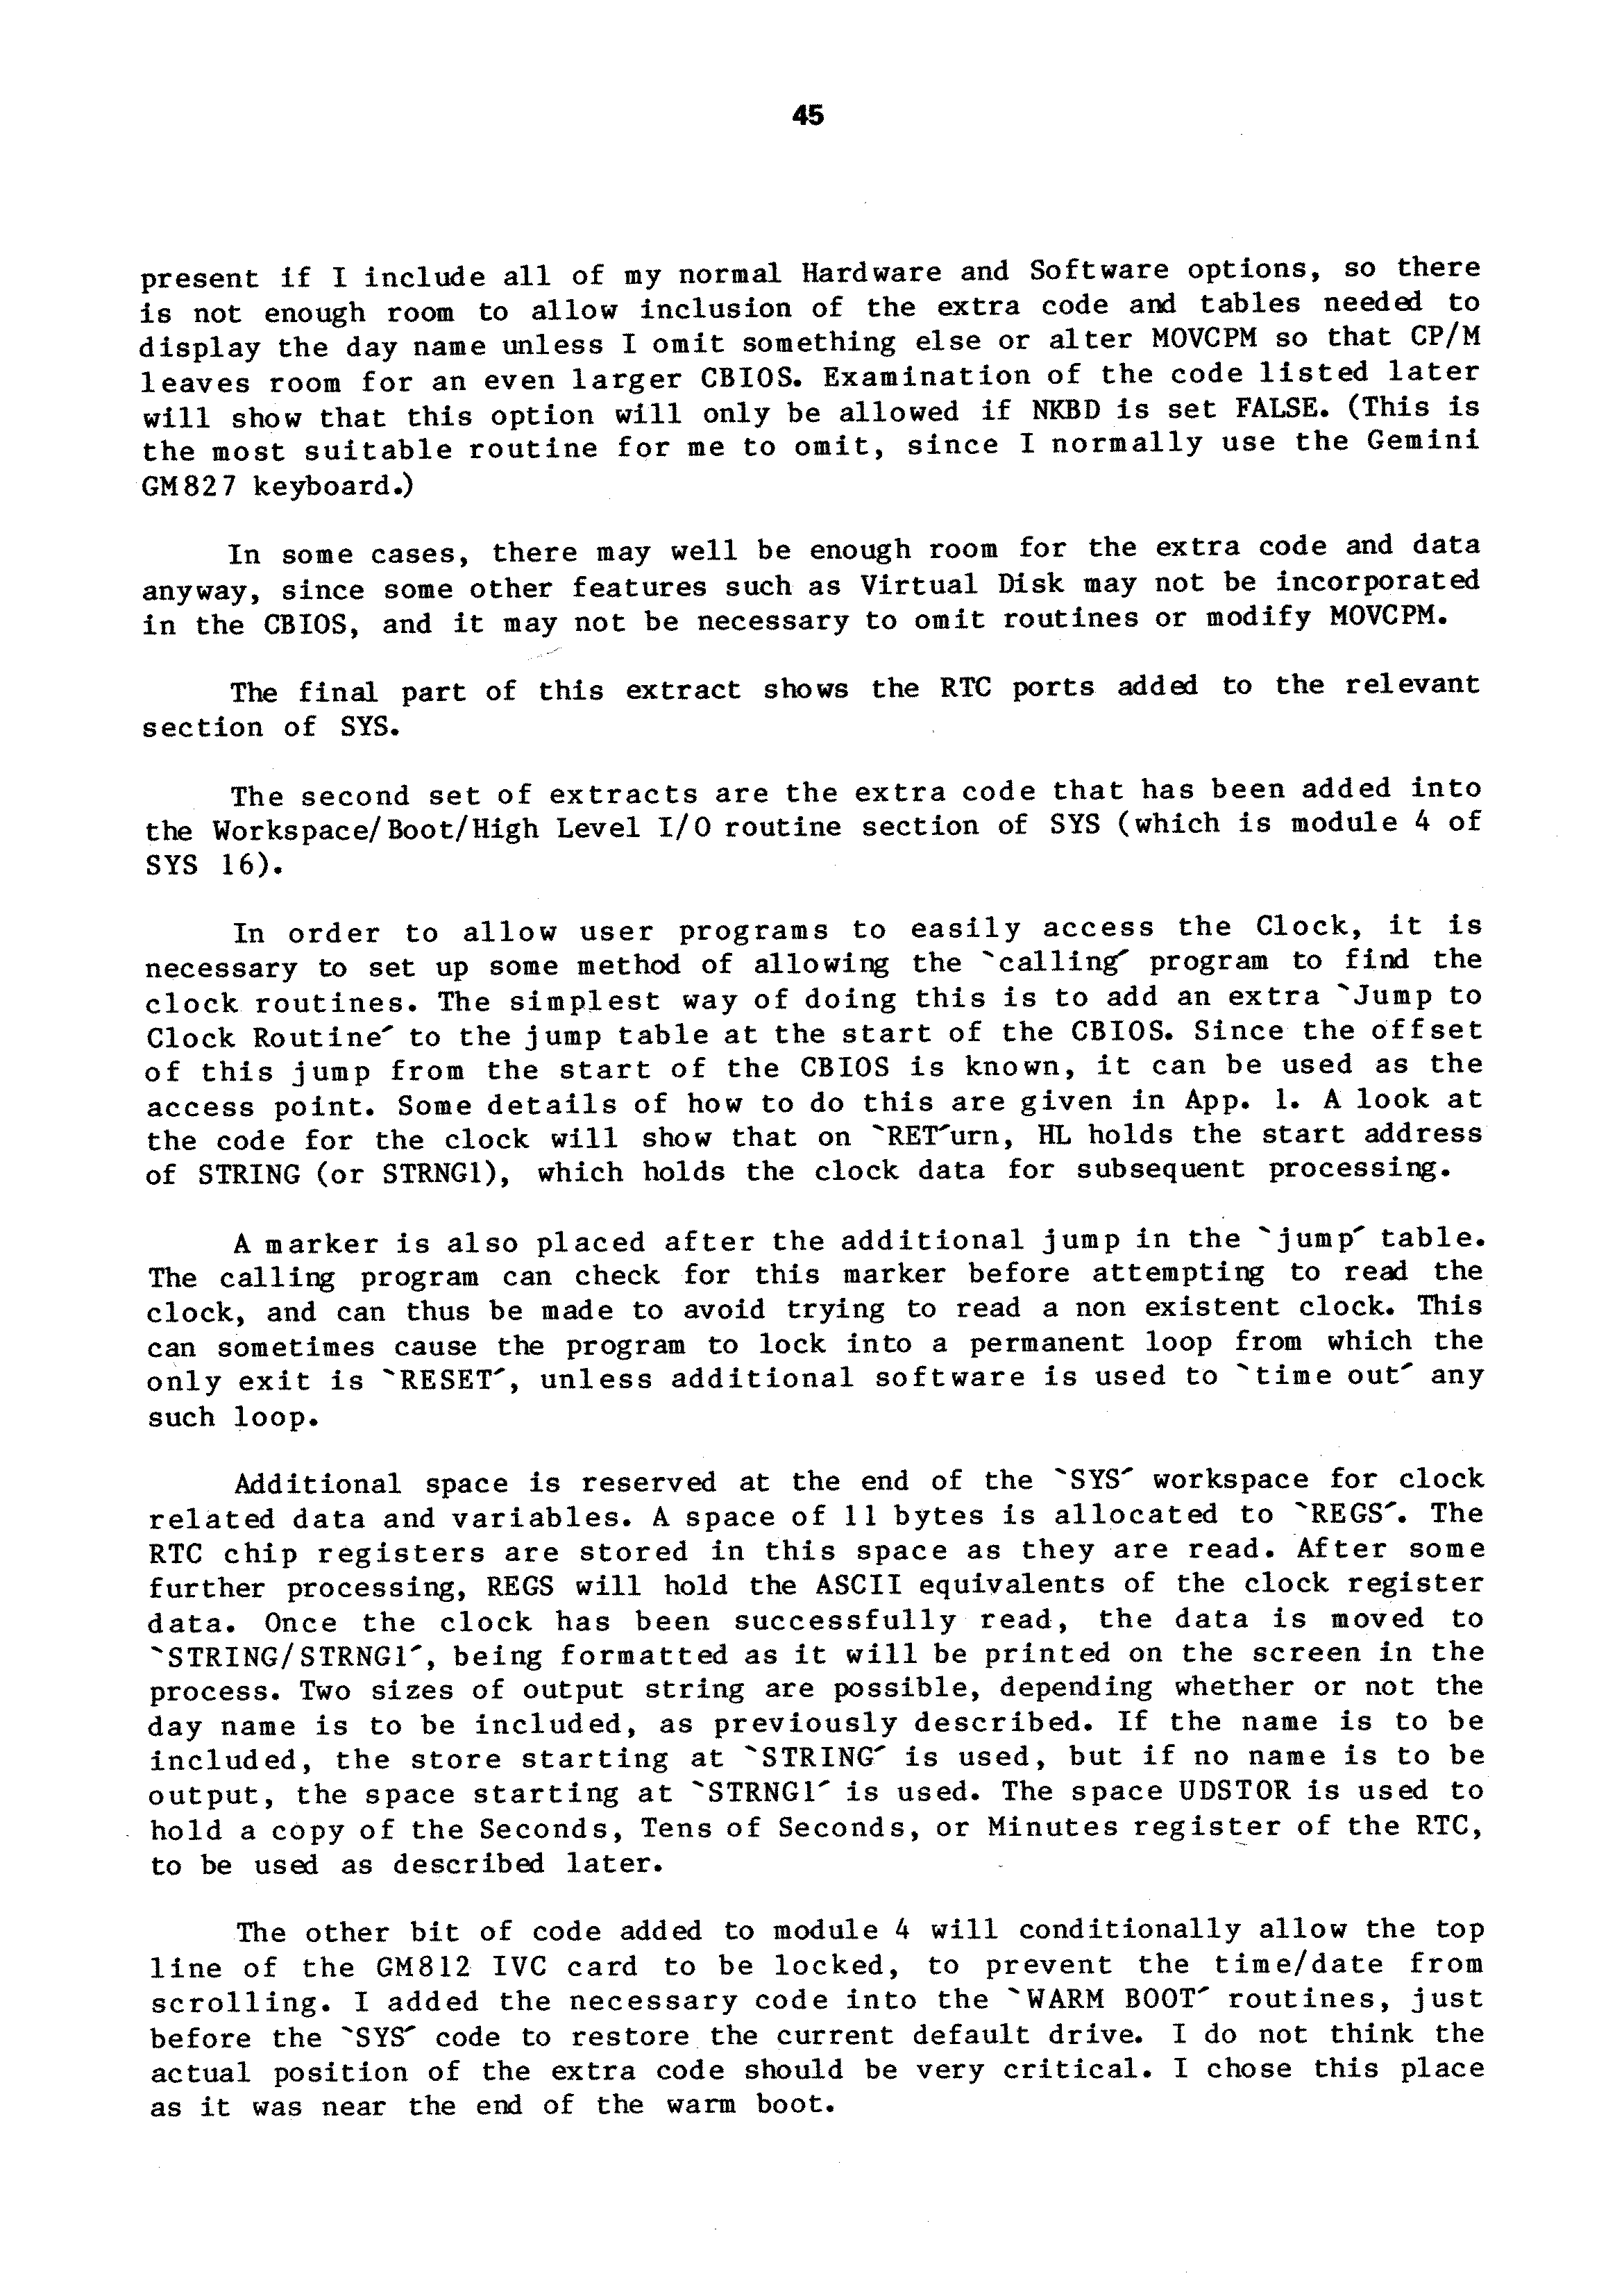 45
present if I include all of my normal Hardware and Software options, so there
is not enough room to allow inclusion of the extra code and tables needed to
display the day name unless I omit something else or alter MOVCPM so that CP/M
leaves room for an even larger CBIOS. Examination of the code listed later
will show that this option will only be allowed if NKBD is set FALSE. (This is
the most suitable routine for me to omit, since I normally use the Gemini
GM827 keyboard.)
In some cases, there may well be enough room for the extra code and data
anyway, since some other features such as Virtual Disk may not be incorporated
in the CBIOS, and it may not be necessary to omit routines or modify MOVCPM.
The final part of this extract shows the RTC ports added to the relevant
section of SYS.
The second set of extracts are the extra code that has been added into
the Workspace/Boot/High Level I/O routine section of SYS (which is module 4 of
SYS 16).
In order to allow user programs to easily access the Clock, it is
necessary to set up some method of allowing the `calling´ program to find the
clock routines. The simplest way of doing this is to add an extra `Jump to
Clock Routine´ to the jump table at the start of the CBIOS. Since the offset
of this jump from the start of the CBIOS is known, it can be used as the
access point. Some details of how to do this are given in App. 1. A look at
the code for the clock will show that on `RET´urn, HL holds the start address
of STRING (or STRNG1), which holds the clock data for subsequent processing.
A marker is also placed after the additional jump in the `jump´ table.
The calling program can check for this marker before attempting to read the
clock, and can thus be made to avoid trying to read a non existent clock. This
can sometimes cause the program to lock into a permanent loop from which the
only exit is `RESET´, unless additional software is used to `time out´ any
such loop.
Additional space is reserved at the end of the `SYS´ workspace for clock
related data and variables. A space of 11 bytes is allocated to `REGS´. The
RTC chip registers are stored in this space as they are read. After some
further processing, REGS will hold the ASCII equivalents of the clock register
data. Once the clock has been successfully read, the data is moved to
`STRING/STRNG1´, being formatted as it will be printed on the screen in the
process. Two sizes of output string are possible, depending whether or not the
day name is to be included, as previously described. If the name is to be
included, the store starting at `STRING´ is used, but if no name is to be
output, the space starting at `STRNG1´ is used. The space UDSTOR is used to
hold a copy of the Seconds, Tens of Seconds, or Minutes register of the RTC,
to be used as described later.
The other bit of code added to module 4 will conditionally allow the top
line of the GM812 IVC card to be locked, to prevent the time/date from
scrolling. I added the necessary code into the `WARM BOOT´ routines, just
before the `SYS´ code to restore the current default drive. I do not think the
actual position of the extra code should be very critical. I chose this place
as it was near the end of the warm boot.